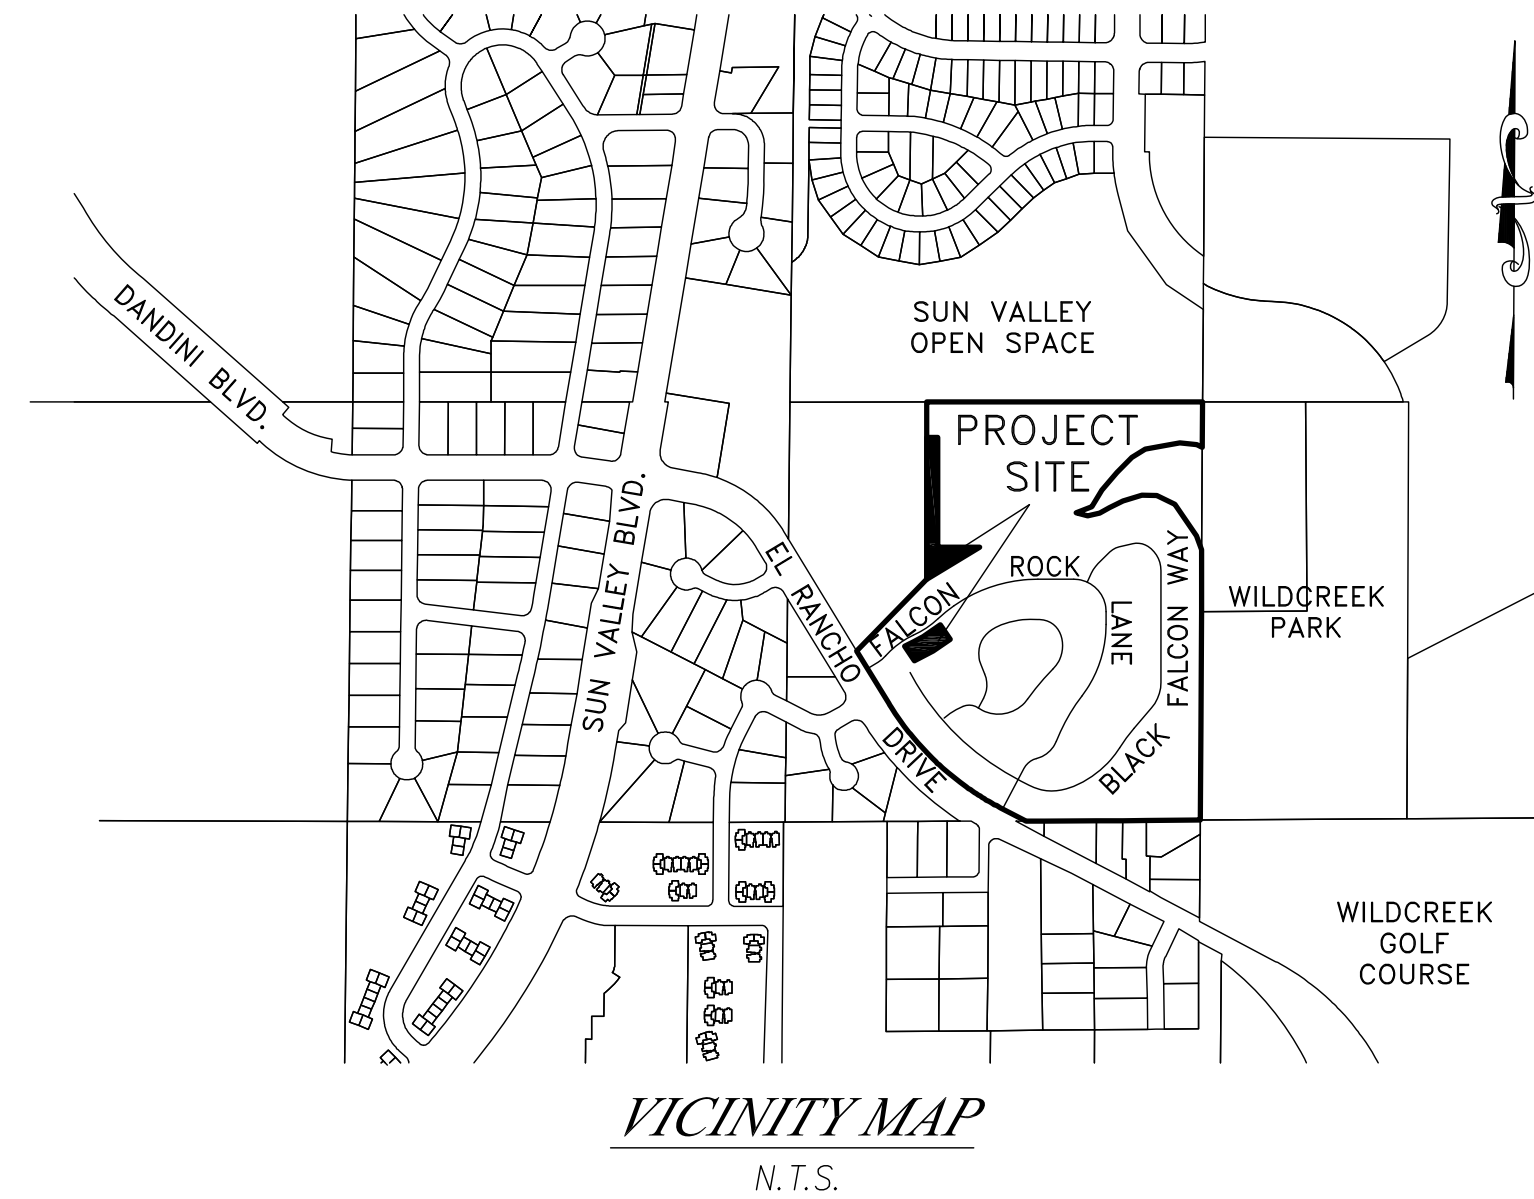 SUN VALLEY
OPEN SPACE
DANDINI BLVD.
PROJECT
SITE
SUN VALLEY BLVD.
EL RANCHO
DRIVE
FALCON
ROCK
LANE
BLACK
FALCON WAY
WILDCREEK
PARK
WILDCREEK
GOLF
COURSE
VICINITY MAP
N.T.S.